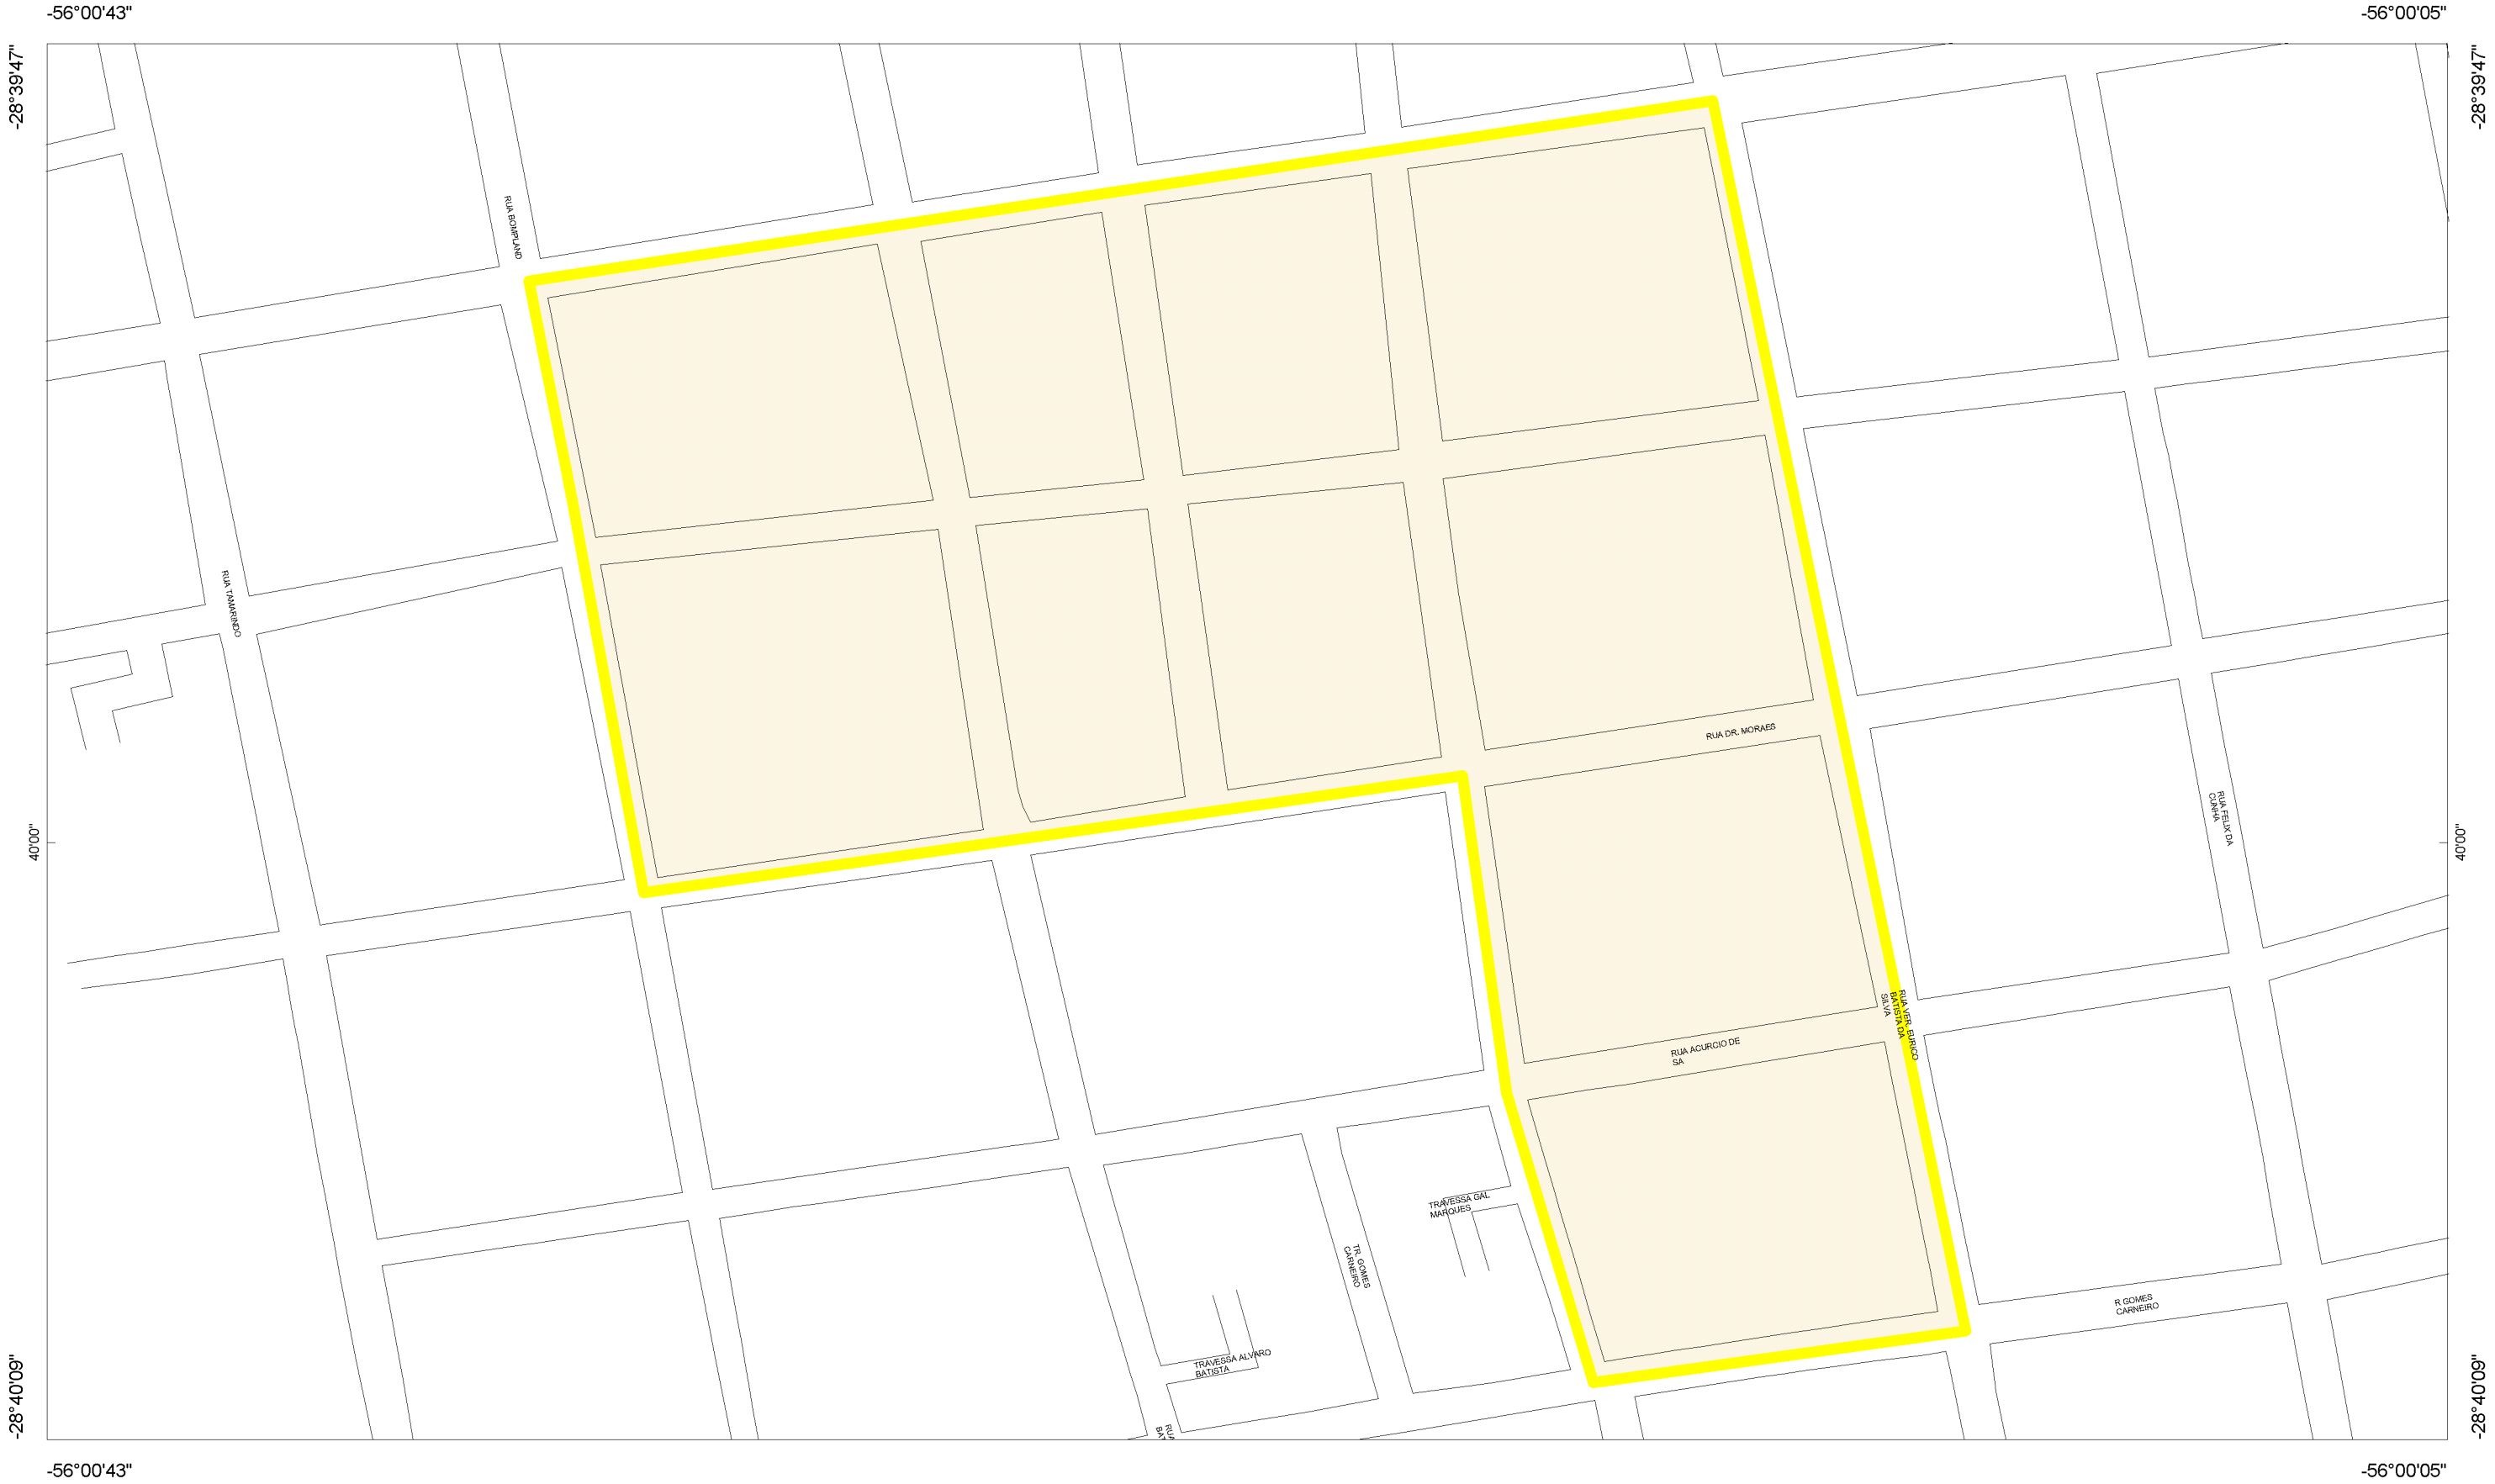 -56°00'43"
-56°00'05"
-28°39'47"
-28°39'47"
RUA BOMPLAND
RUA TAMARINDO
RUA DR. MORAES
RUA FELIX DA
CUNHA
40'00"
40'00"
RUA VER. EURICO
BATISTA DA
SILVA
RUA ACURCIO DE
SA
TRAVESSA GAL
MARQUES
TR. GOMES
CARNEIRO
R GOMES
CARNEIRO
TRAVESSA ALVARO
BATISTA
RUA
-28°40'09"
-28°40'09"
-56°00'43"
-56°00'05"